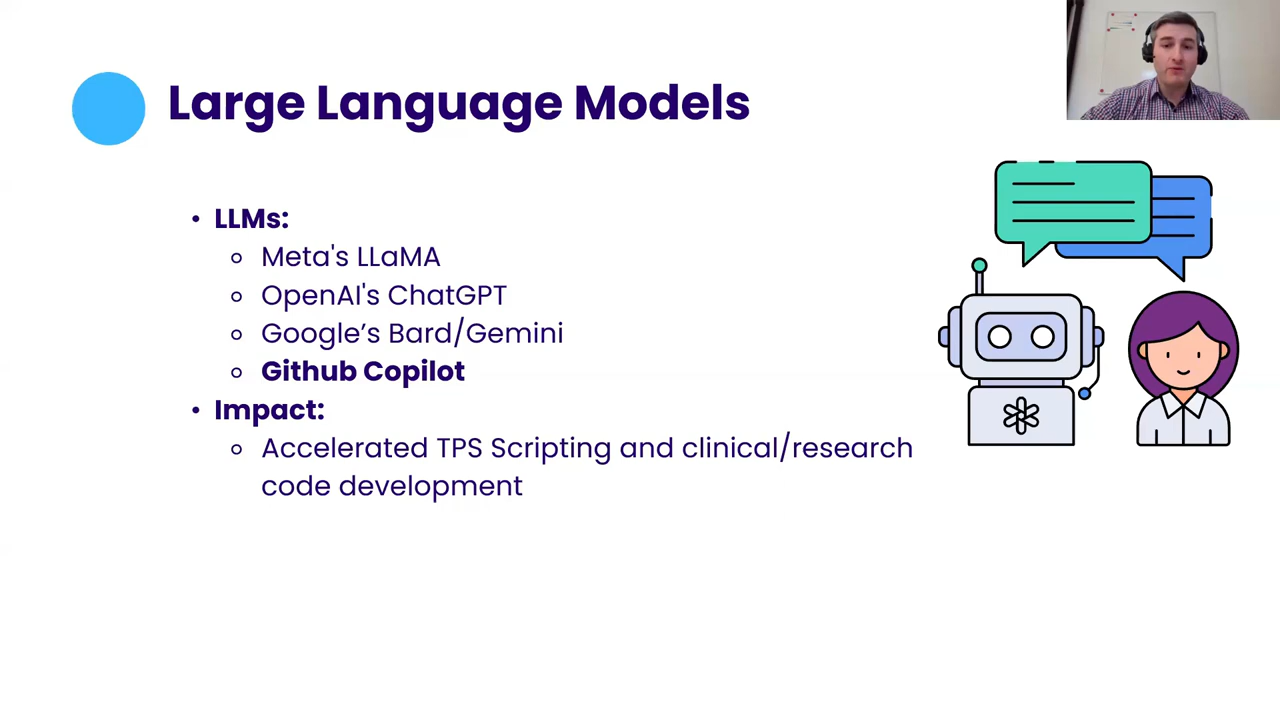 Large Language Models
• LLMs:
Meta's LLaMA
OpenAI's ChatGPT
Google’s Bard/Gemini
Github Copilot
• Impact:
Accelerated TPS Scripting and clinical/research
code development